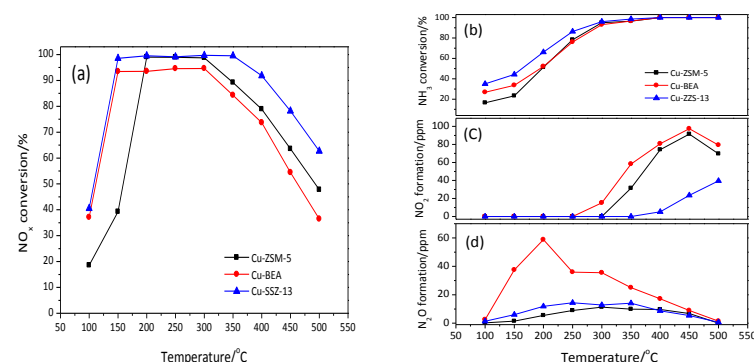 (a)
NOx conversion/%
100
90
80
70
60
50
40
30
20
10
0
Cu-ZSM-5
Cu-BEA
Cu-SSZ-13
50 100 150 200 250 300 350 400 450 500 550
Temperature/°C
(b)
NH3 conversion/%
100
80
60
40
20
Cu-ZSM-5
Cu-BEA
Cu-ZZS-13
(C)
NO2 formation/ppm
100
80
60
40
20
0
(d)
N2O formation/ppm
60
40
20
0
50 100 150 200 250 300 350 400 450 500 550
Temperature/°C